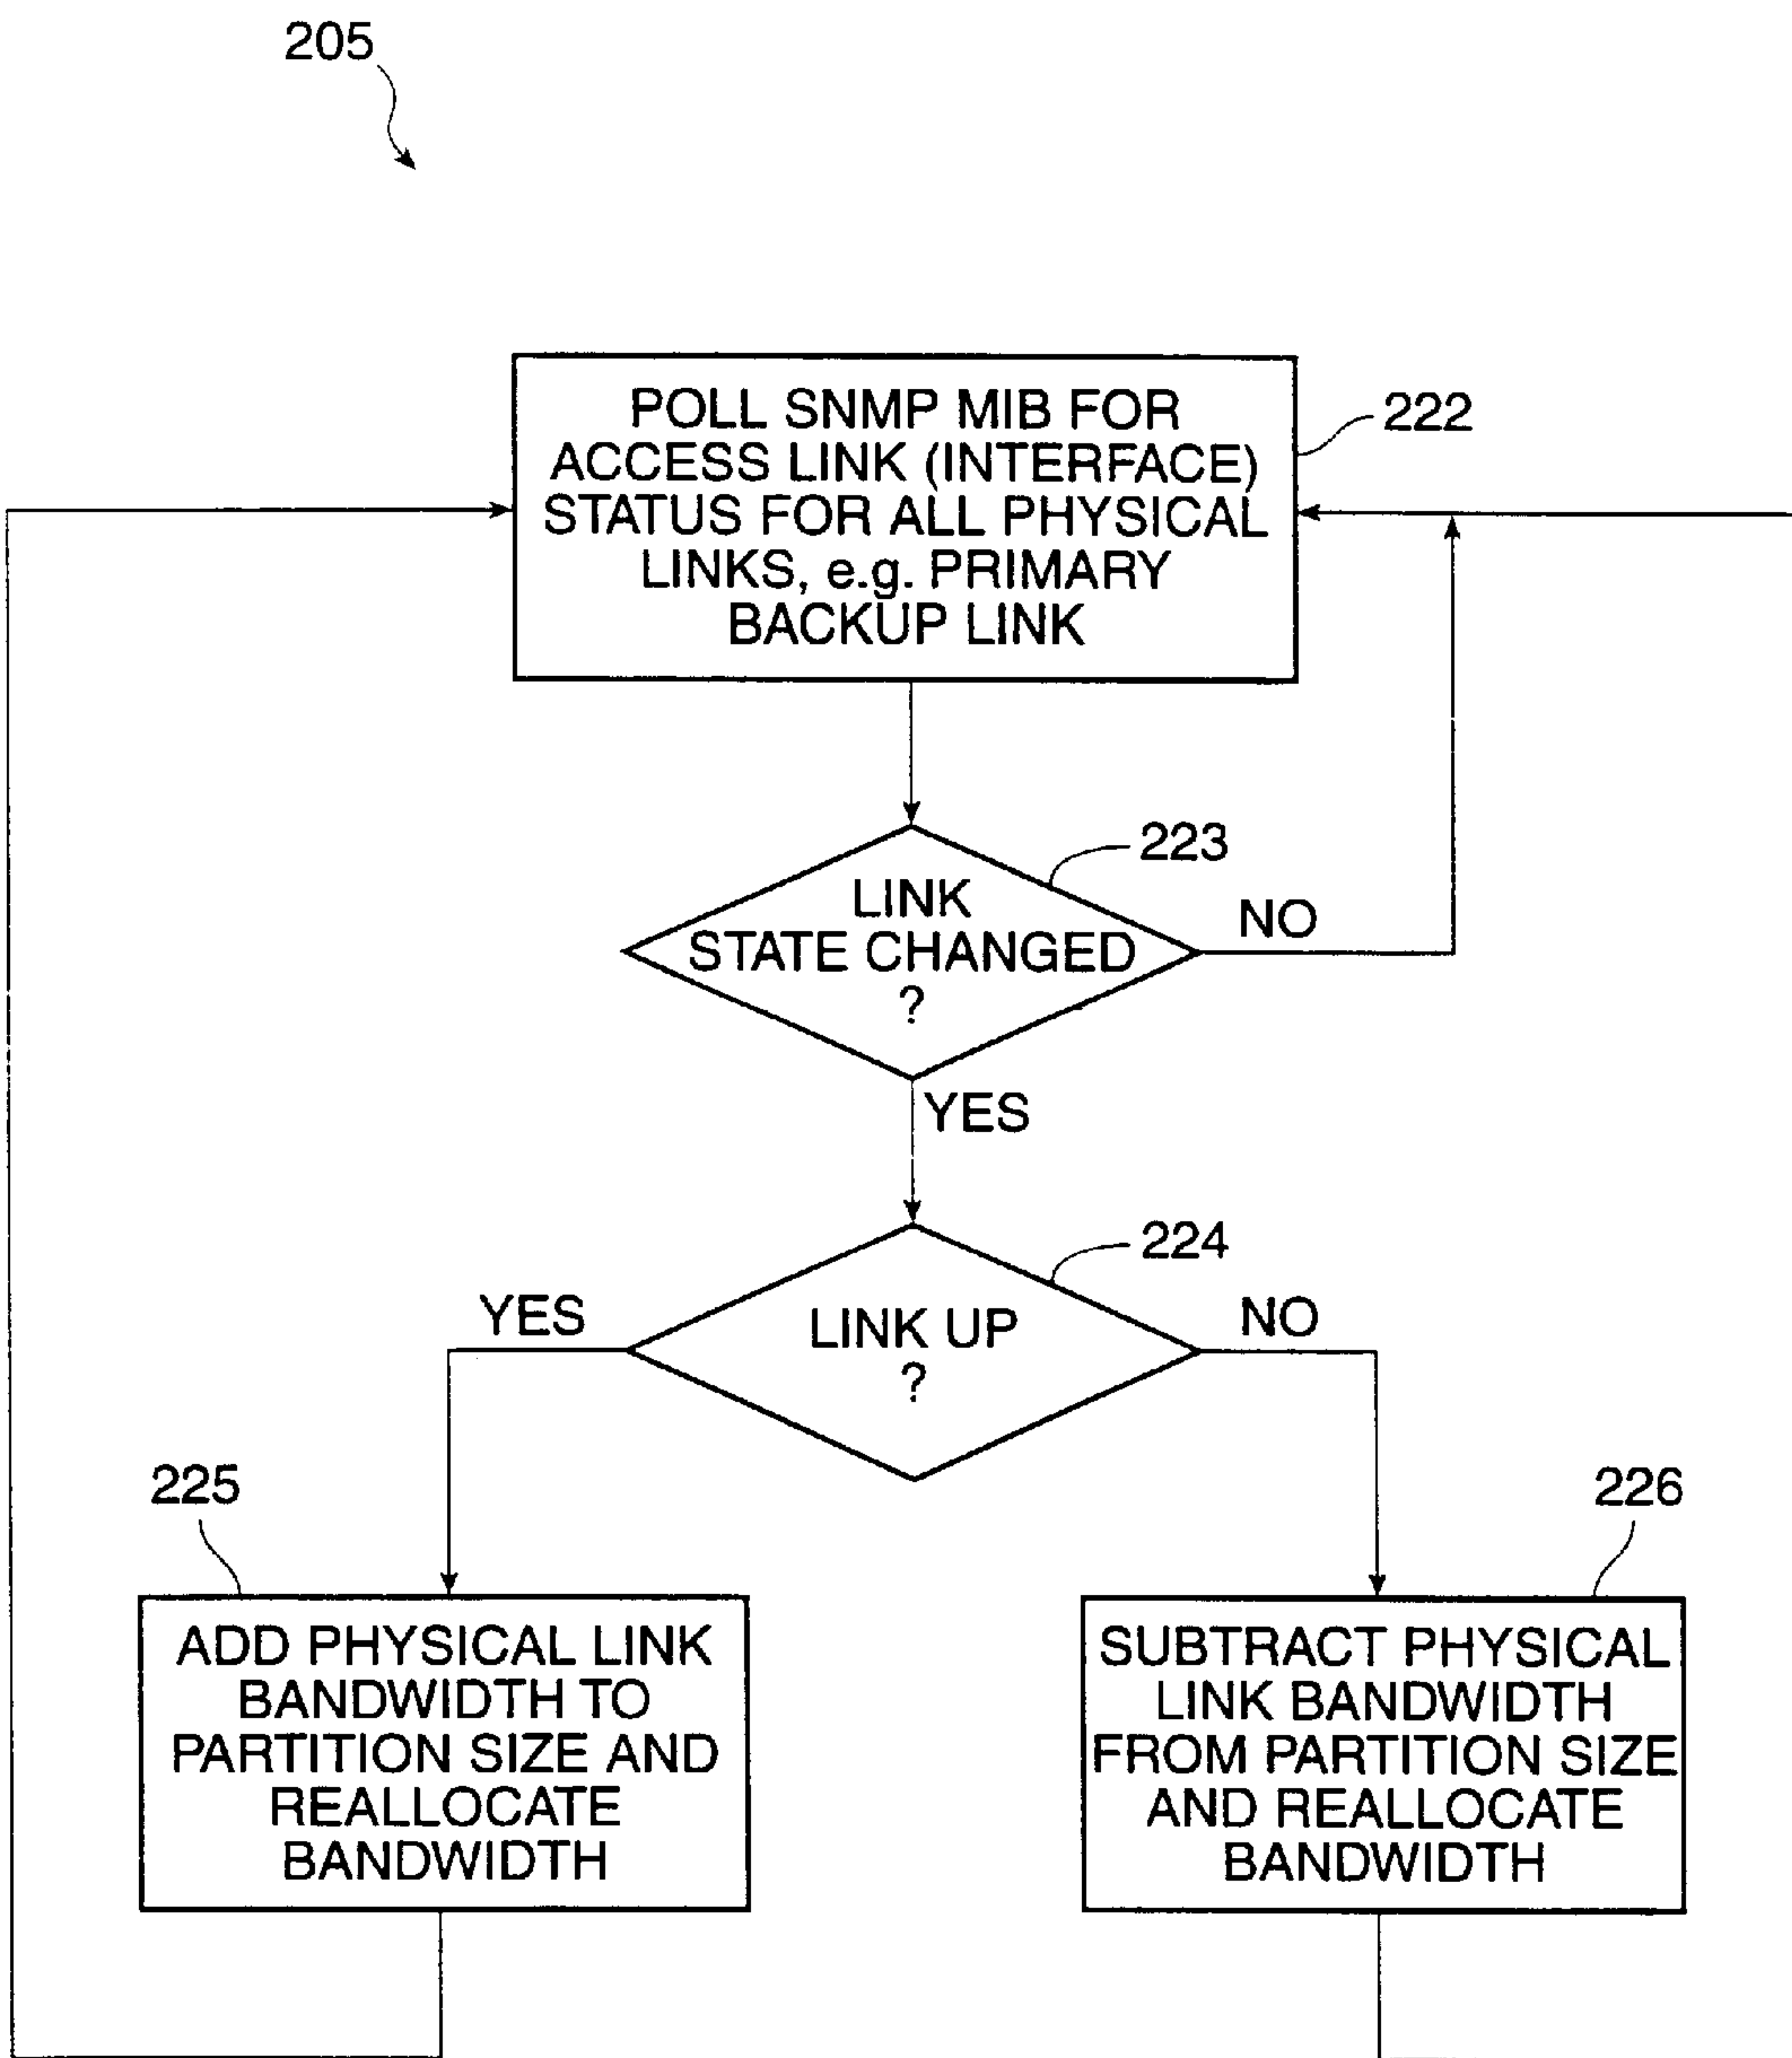 205
POLL SNMP MIB FOR
ACCESS LINK (INTERFACE)
STATUS FOR ALL PHYSICAL
LINKS, e.g. PRIMARY
BACKUP LINK
222
223
LINK
STATE CHANGED
?
NO
YES
224
LINK UP
?
YES
NO
225
226
ADD PHYSICAL LINK
BANDWIDTH TO
PARTITION SIZE AND
REALLOCATE
BANDWIDTH
SUBTRACT PHYSICAL
LINK BANDWIDTH
FROM PARTITION SIZE
AND REALLOCATE
BANDWIDTH